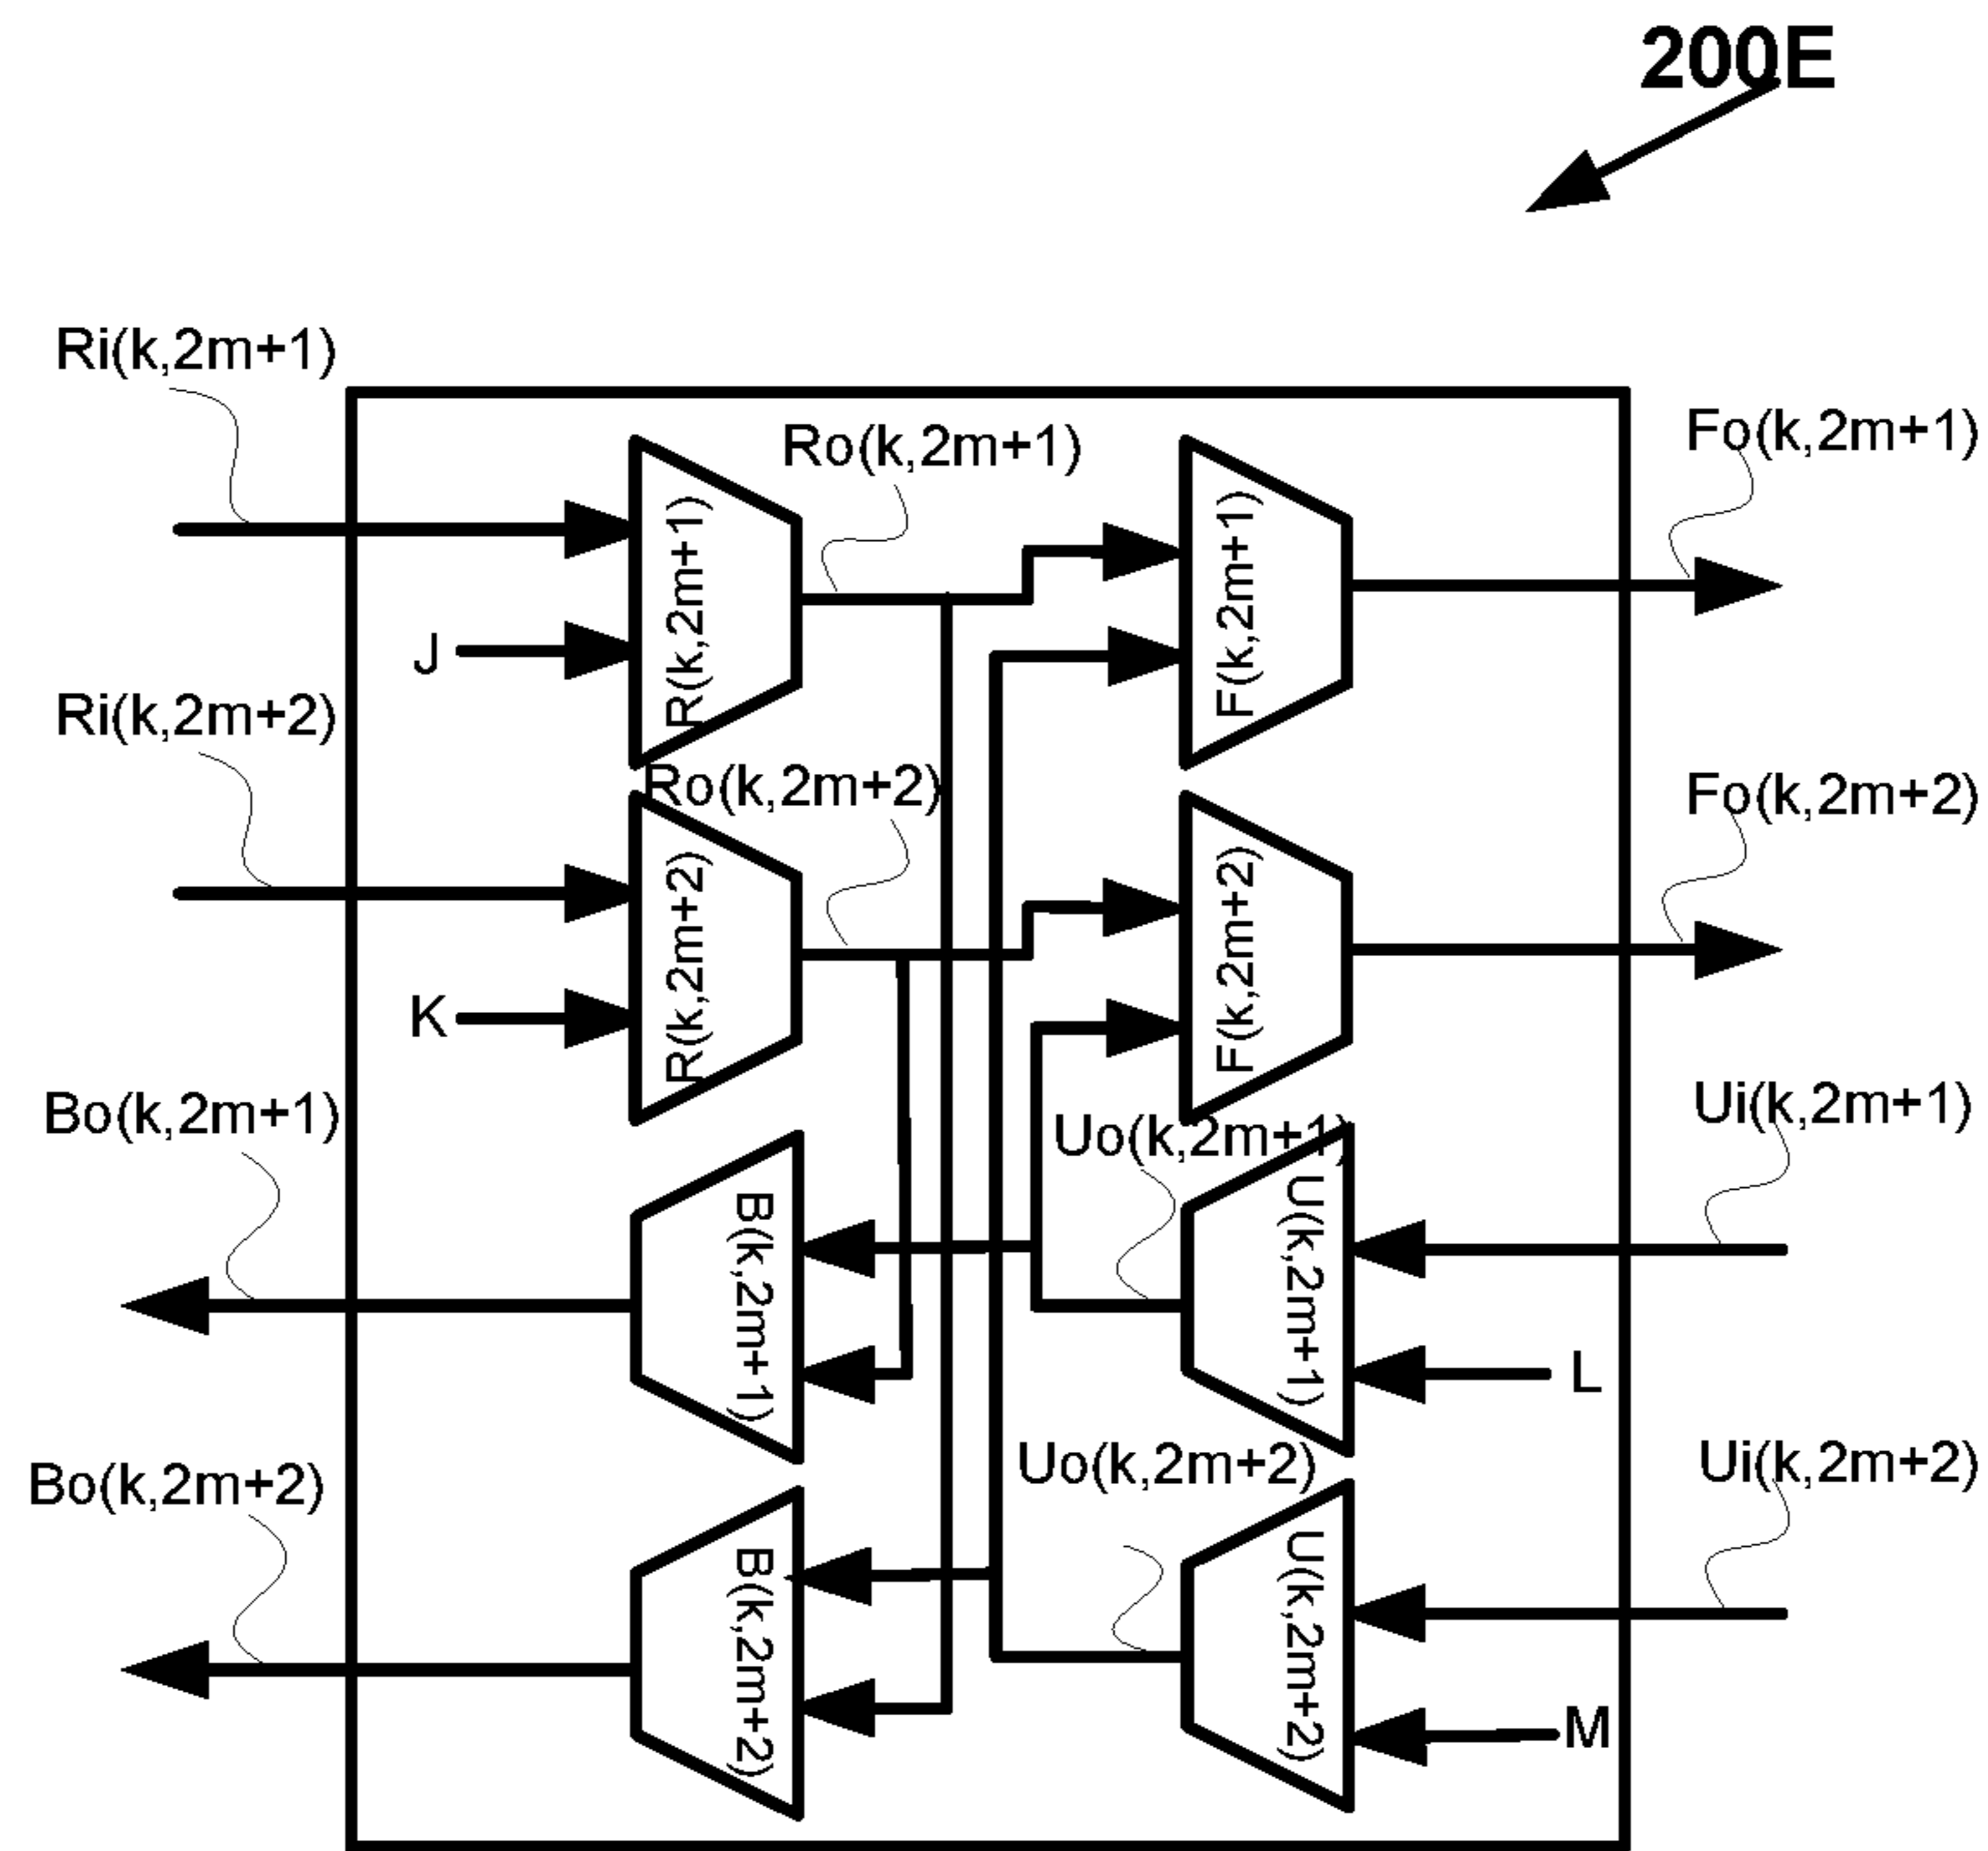 200E
Ri(k,2m+1)
Fo(k,2m+1)
Ro(k,2m+1)
R(k,2m+1)
F(k,2m+1)
J
Ri(k,2m+2)
Ro(k,2m+2)
Fo(k,2m+2)
R(k,2m+2)
F(k,2m+2)
K
Bo(k,2m+1)
Uo(k,2m+1)
Ui(k,2m+1)
B(k,2m+1)
U(k,2m+1)
L
Bo(k,2m+2)
Uo(k,2m+2)
Ui(k,2m+2)
B(k,2m+2)
U(k,2m+2)
M